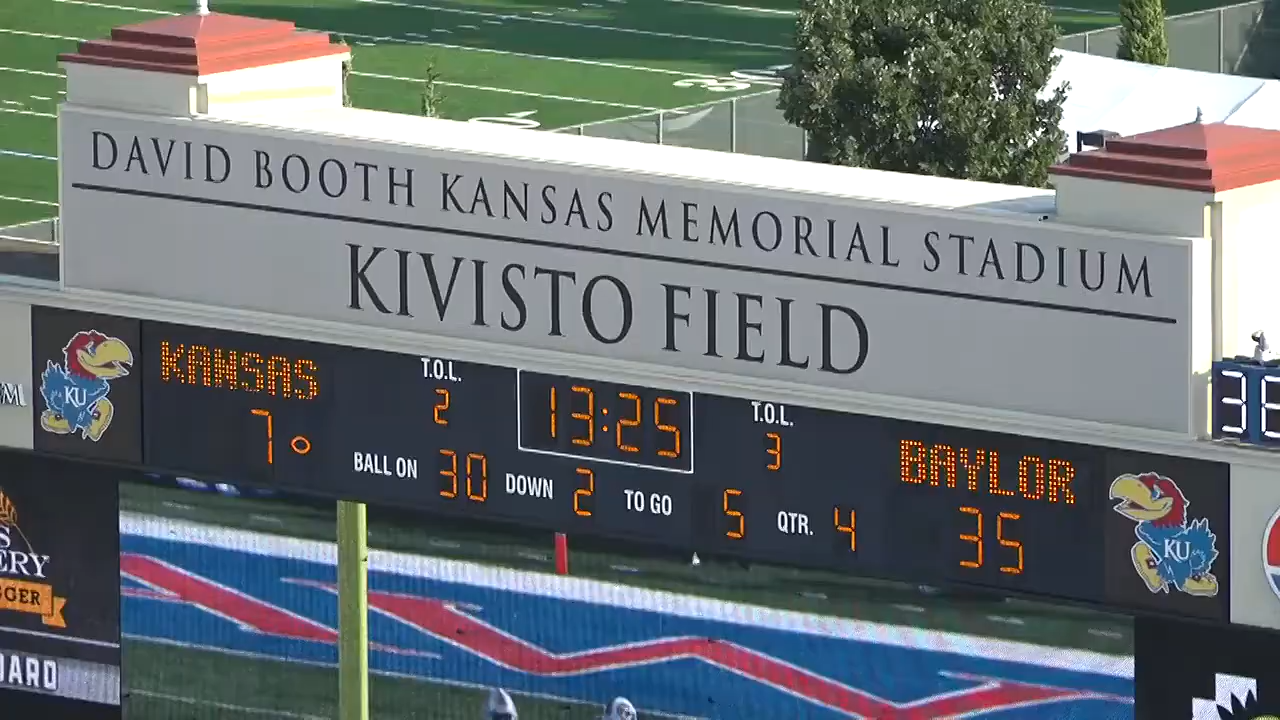 DAVID BOOTH KANSAS MEMORIAL STADIUM
KIVISTO FIELD
KANSAS T.O.L. 13:25 T.O.L. BAYLOR
7 2 3 35
BALL ON 30 DOWN 2 TO GO 5 QTR. 4
KU
KU